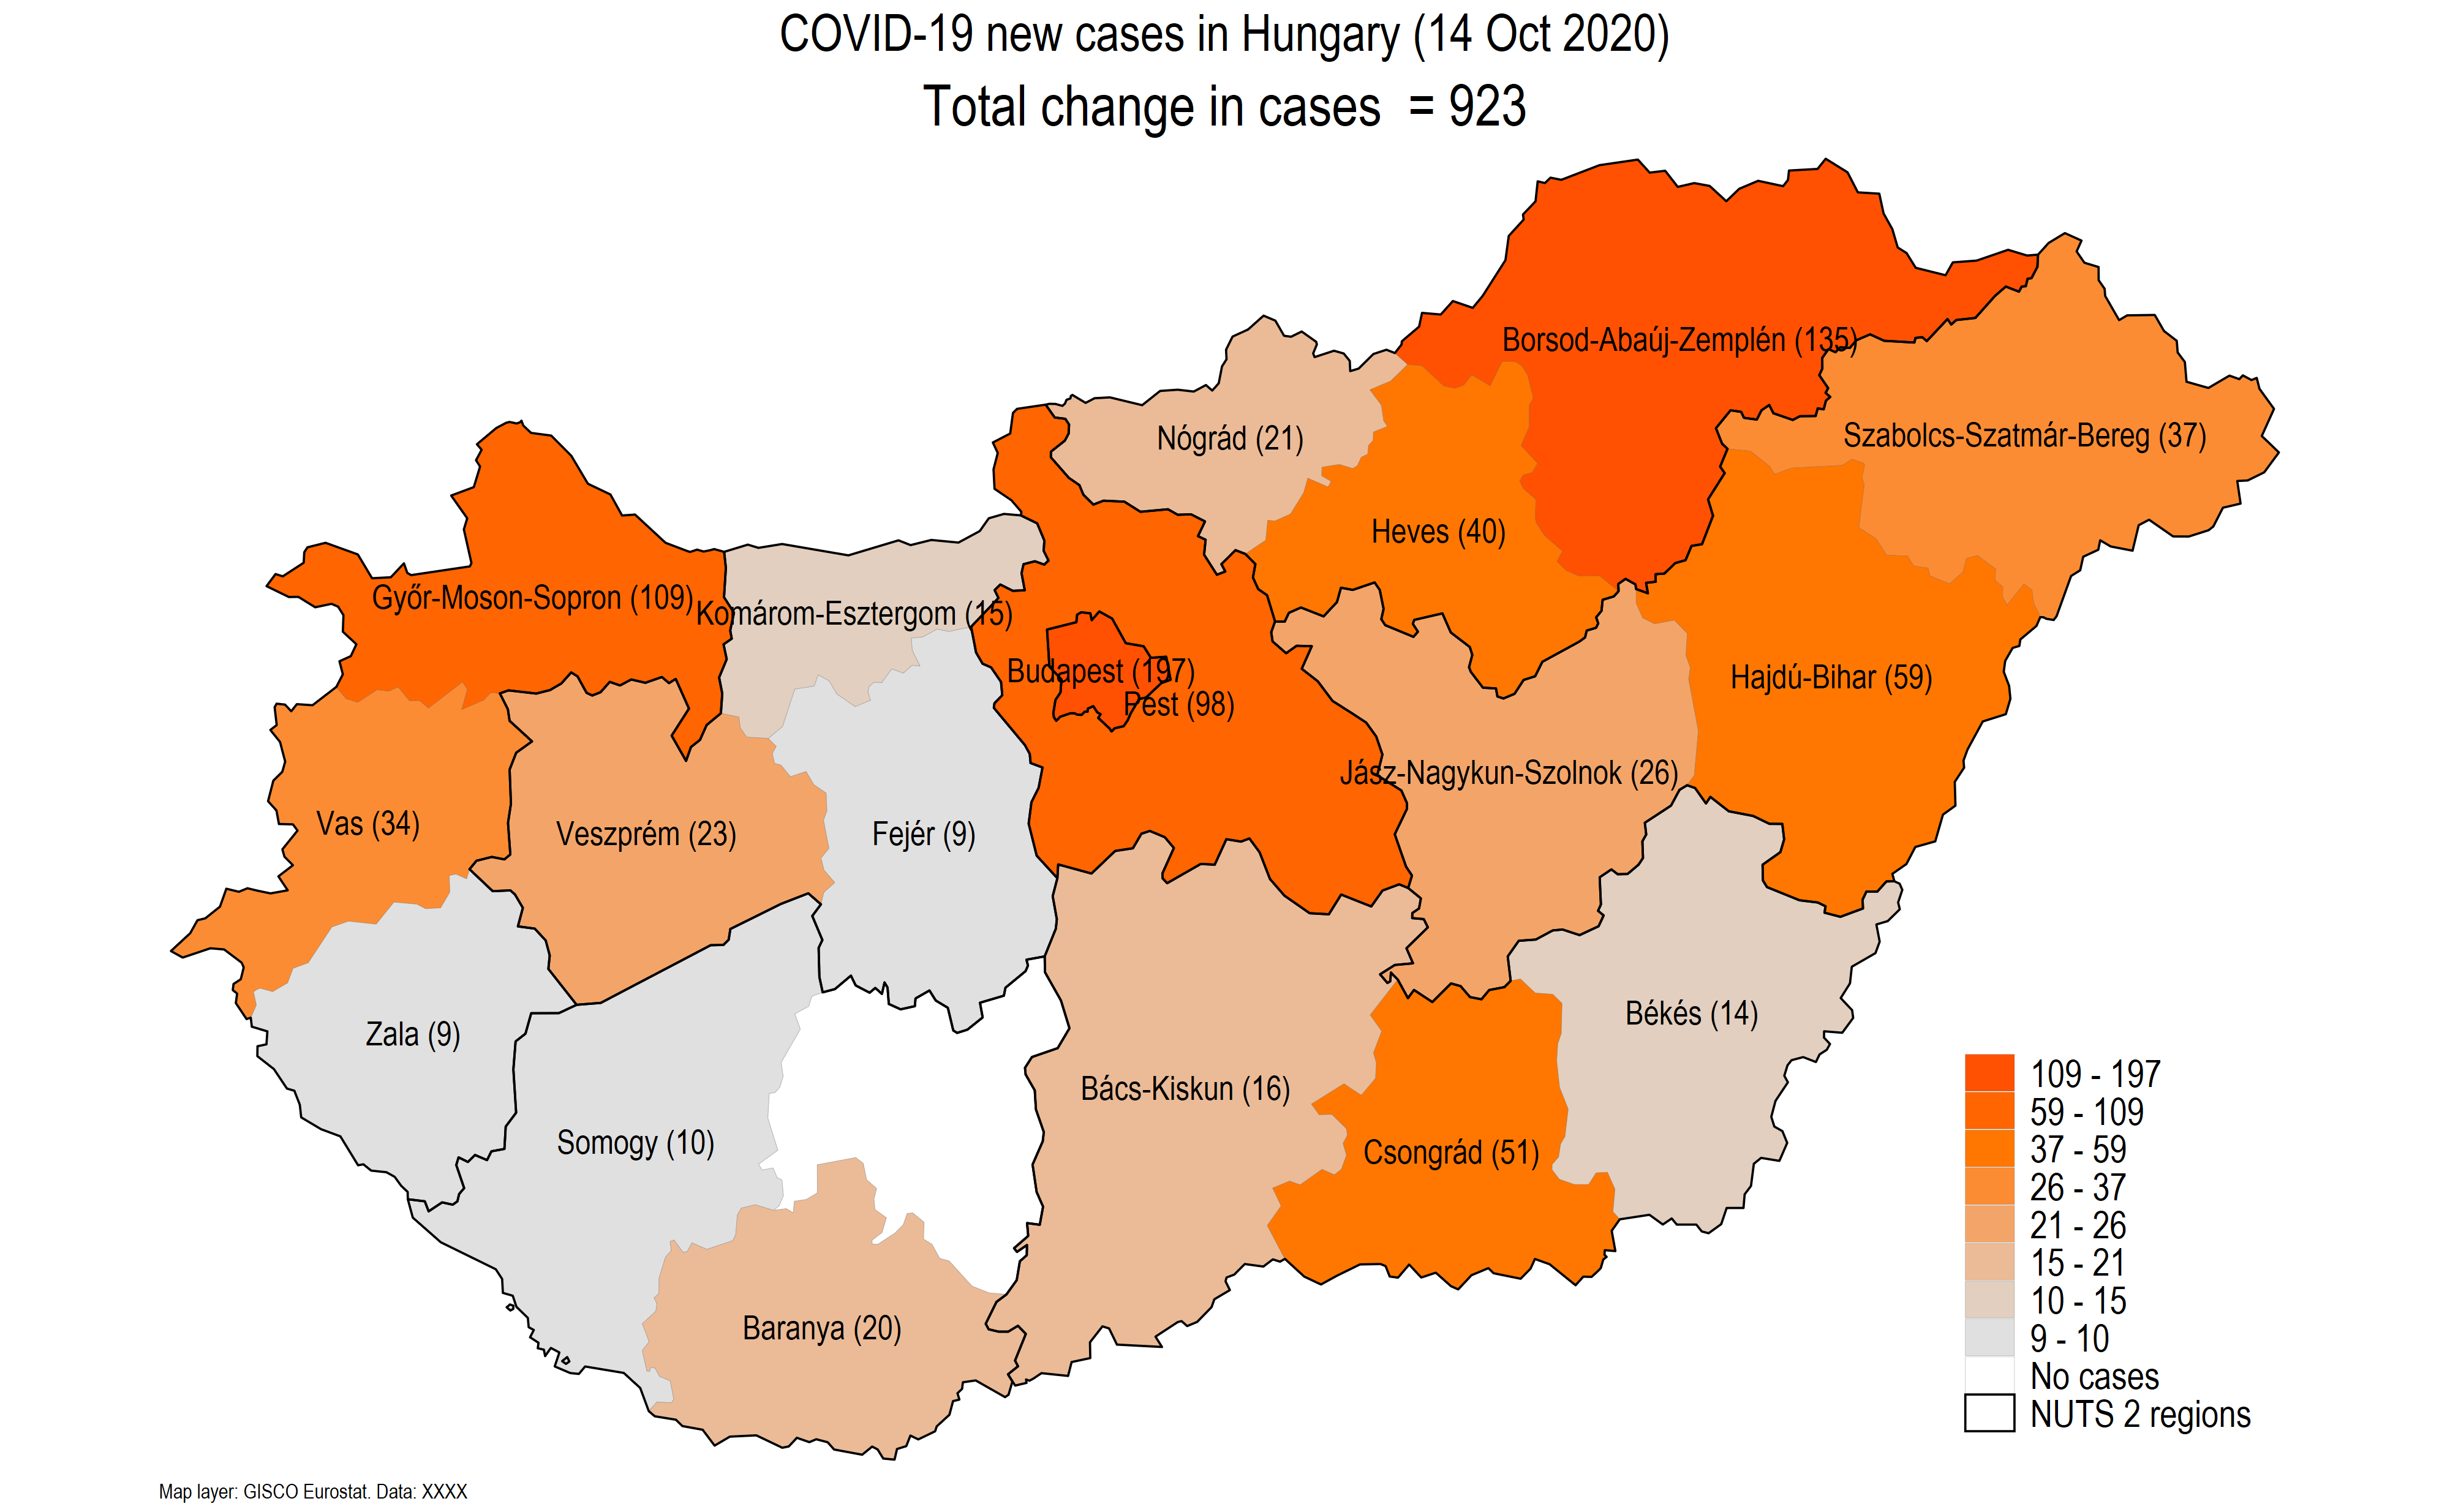 COVID-19 new cases in Hungary (14 Oct 2020)
Total change in cases  = 923
Borsod-Abaúj-Zemplén (135)
Szabolcs-Szatmár-Bereg (37)
Nógrád (21)
Heves (40)
Győr-Moson-Sopron (109)
Komárom-Esztergom (15)
Budapest (197)
Hajdú-Bihar (59)
Pest (98)
Jász-Nagykun-Szolnok (26)
Vas (34)
Veszprém (23)
Fejér (9)
Békés (14)
Zala (9)
Bács-Kiskun (16)
Somogy (10)
Csongrád (51)
Baranya (20)
109 - 197
59 - 109
37 - 59
26 - 37
21 - 26
15 - 21
10 - 15
9 - 10
No cases
NUTS 2 regions
Map layer: GISCO Eurostat. Data: XXXX